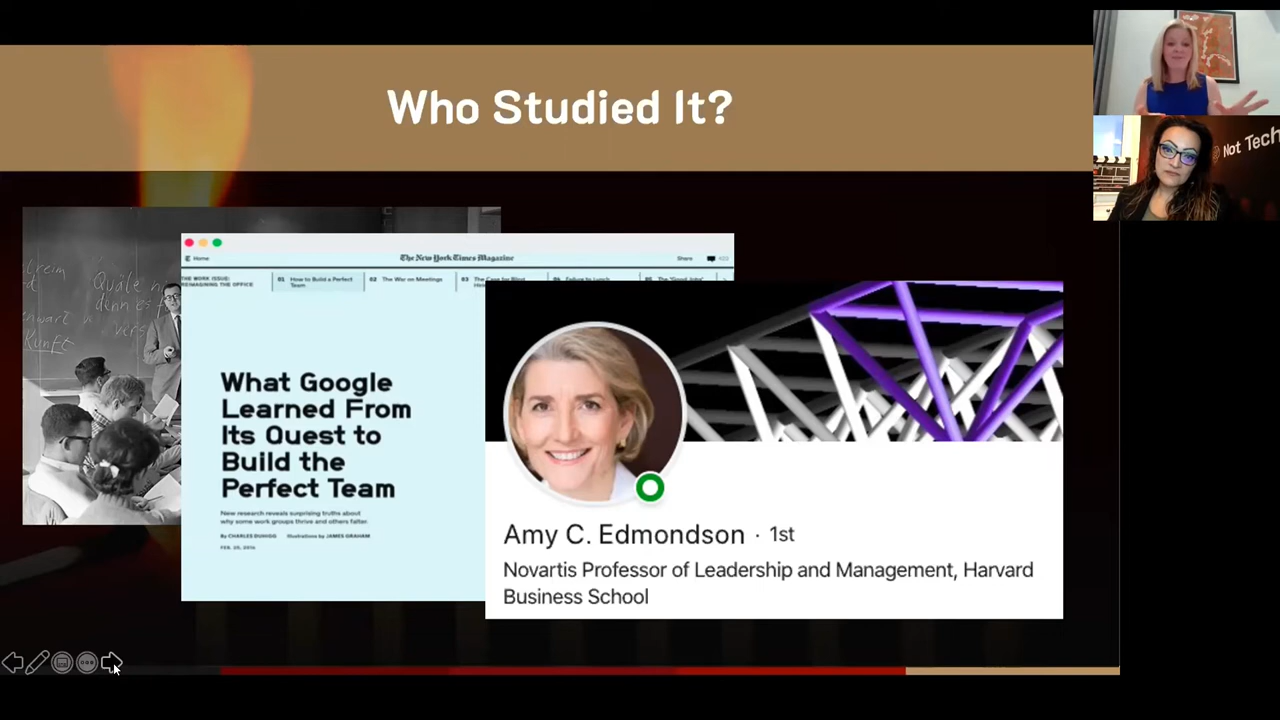 Who Studied It?
Not Tech
Quäle
denn es
Kunft
Home
The New York Times Magazine
Share
THE WORK ISSUE:
REIMAGINING THE OFFICE
01 How to Build a Perfect
Team
02 The War on Meetings
03 The Case for Blind
04 Failure to Lunch
05 The 'Good Jobs'
What Google
Learned From
Its Quest to
Build the
Perfect Team
New research reveals surprising truths about
why some work groups thrive and others falter.
By CHARLES DUHIGG Illustrations by JAMES GRAHAM
FEB. 25, 2016
Amy C. Edmondson · 1st
Novartis Professor of Leadership and Management, Harvard
Business School